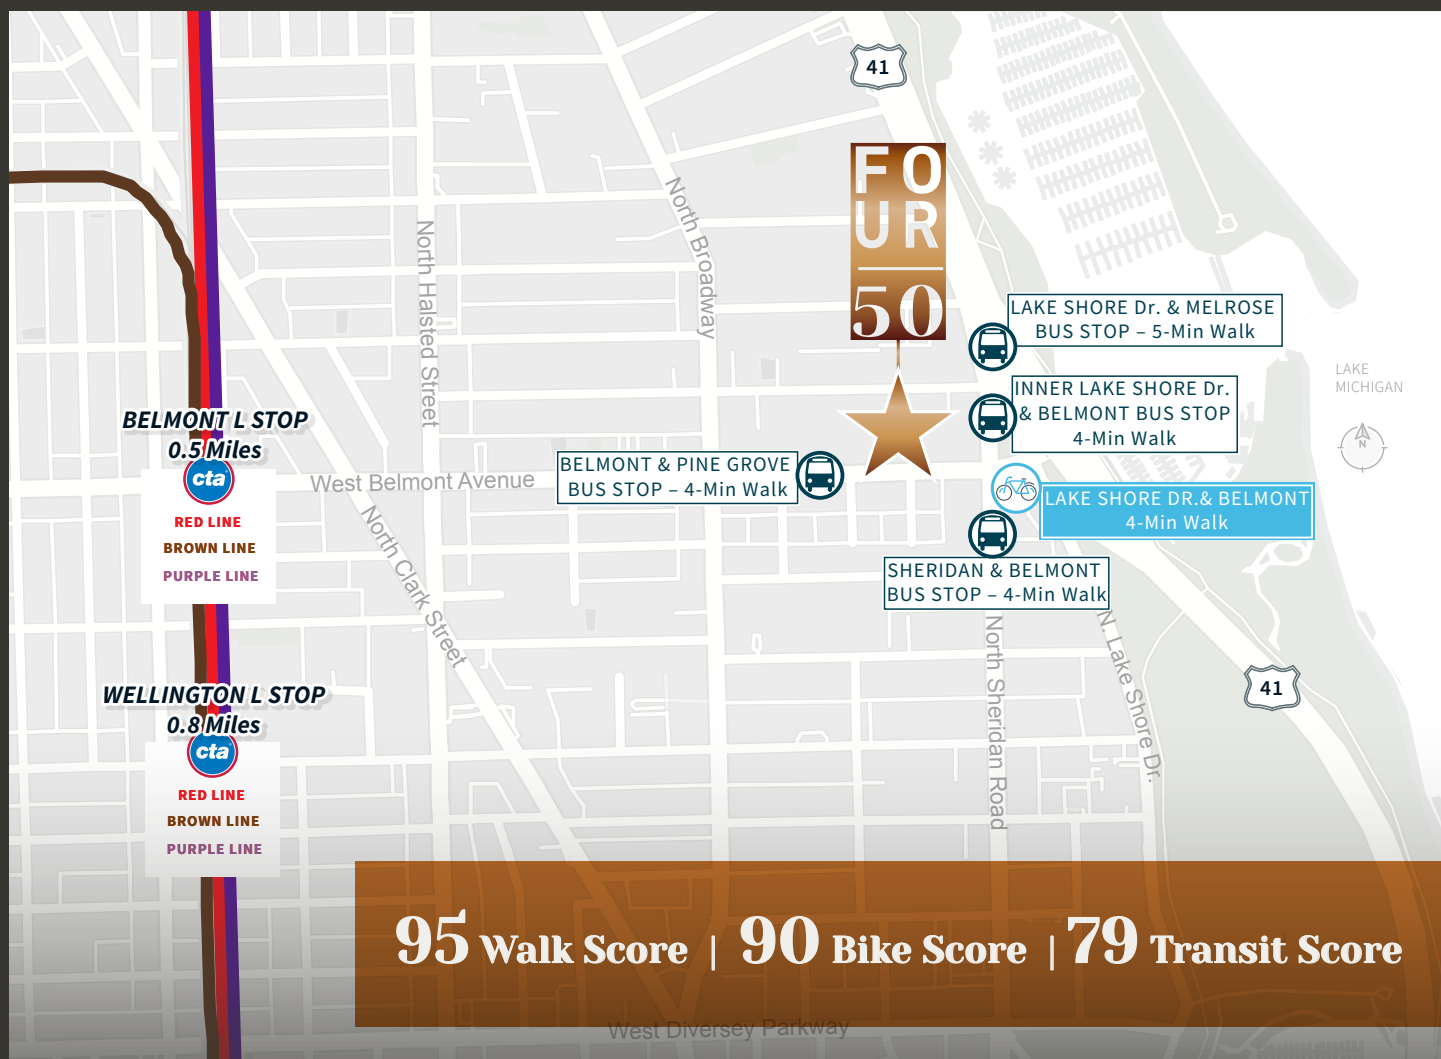 41
FO
UR
50
North Broadway
North Halsted Street
LAKE SHORE Dr. & MELROSE
BUS STOP – 5-Min Walk
LAKE
MICHIGAN
N
INNER LAKE SHORE Dr.
& BELMONT BUS STOP
4-Min Walk
BELMONT L STOP
0.5 Miles
cta
RED LINE
BROWN LINE
PURPLE LINE
West Belmont Avenue
BELMONT & PINE GROVE
BUS STOP – 4-Min Walk
LAKE SHORE DR.& BELMONT
4-Min Walk
North Clark Street
SHERIDAN & BELMONT
BUS STOP – 4-Min Walk
North Sheridan Road
N. Lake Shore Dr.
41
WELLINGTON L STOP
0.8 Miles
cta
RED LINE
BROWN LINE
PURPLE LINE
95 Walk Score | 90 Bike Score | 79 Transit Score
West Diversey Parkway